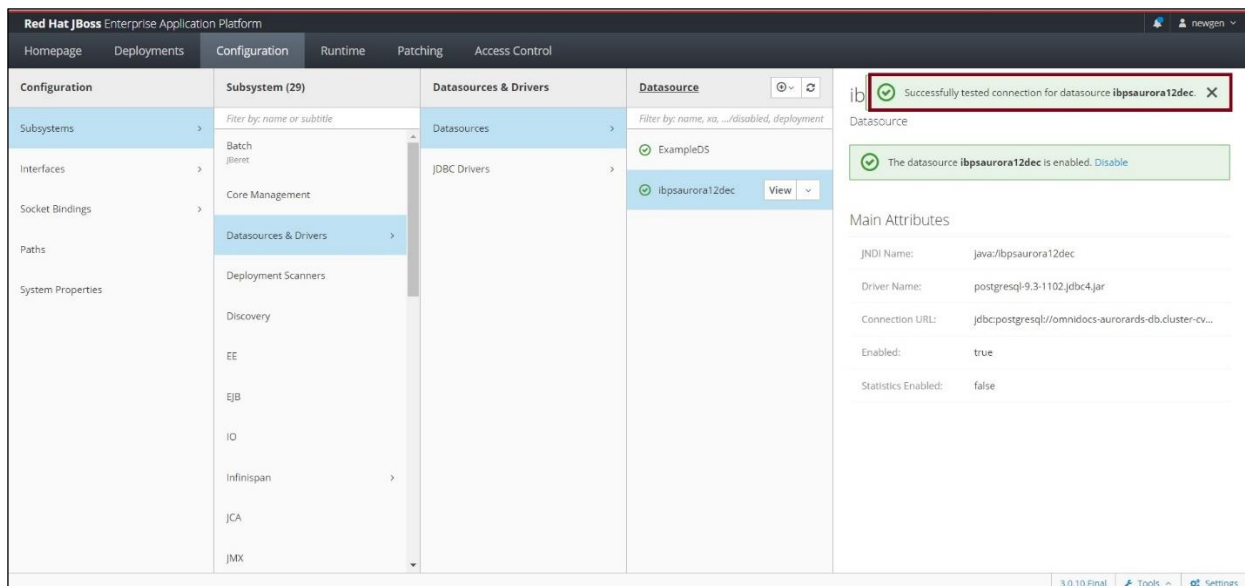 Red Hat JBoss Enterprise Application Platform
newgen
Homepage Deployments Configuration Runtime Patching Access Control
Configuration
Subsystems
Interfaces
Socket Bindings
Paths
System Properties
Subsystem (29)
Fiter by: name or subtitle
Batch
JBeret
Core Management
Datasources & Drivers
Deployment Scanners
Discovery
EE
EJB
IO
Infinispan
JCA
JMX
Datasources & Drivers
Datasources
JDBC Drivers
Datasource
Filter by: name, xa, .../disabled, deployment
ExampleDS
ibpsaurora12dec View
ib
Successfully tested connection for datasource ibpsaurora12dec.
Datasource
The datasource ibpsaurora12dec is enabled. Disable
Main Attributes
JNDI Name: java:/ibpsaurora12dec
Driver Name: postgresql-9.3-1102.jdbc4.jar
Connection URL: jdbc:postgresql://omnidocs-aurorards-db.cluster-cv...
Enabled: true
Statistics Enabled: false
3.0.10.Final Tools Settings